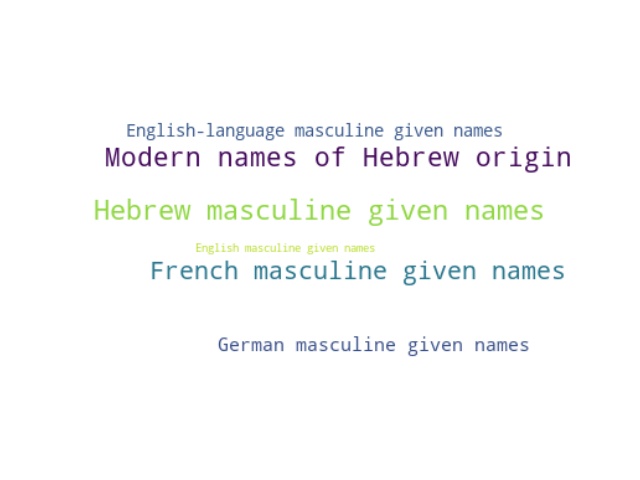 English-language masculine given names
Modern names of Hebrew origin
Hebrew masculine given names
English masculine given names
French masculine given names
German masculine given names